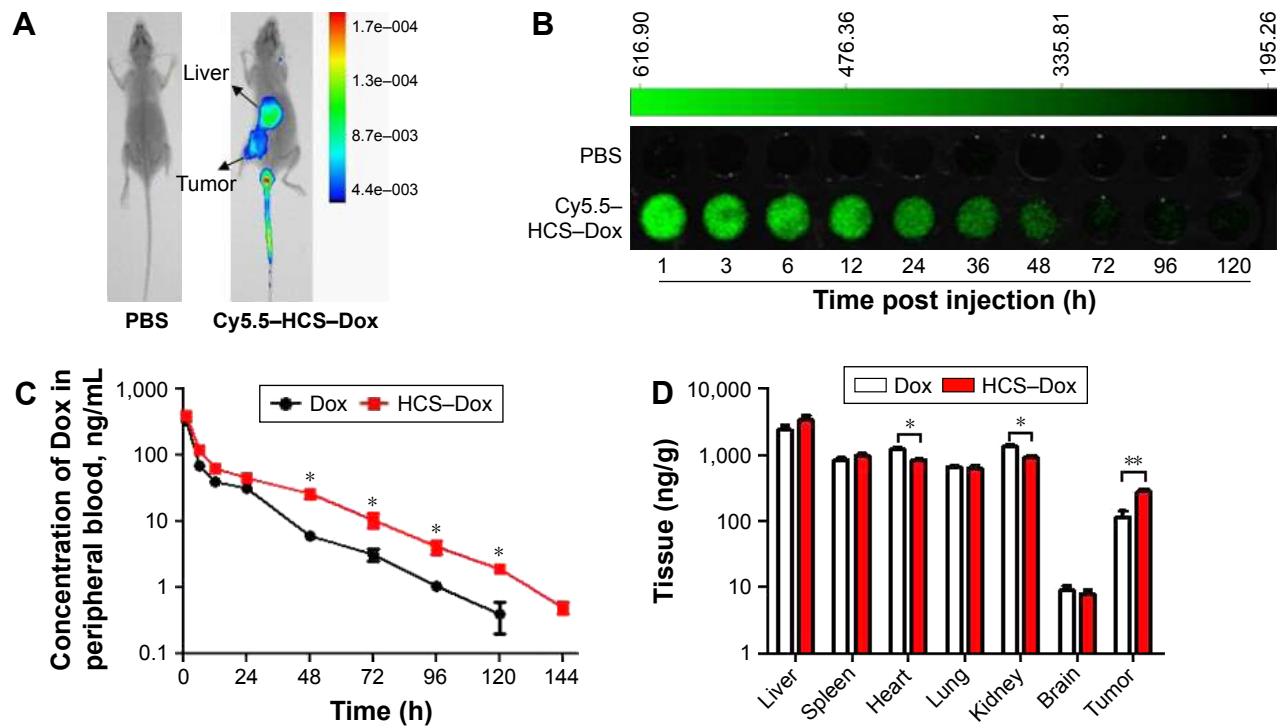 A
Liver
Tumor
1.7e–004
1.3e–004
8.7e–003
4.4e–003
PBS
Cy5.5–HCS–Dox
B
616.90
476.36
335.81
195.26
PBS
Cy5.5–
HCS–Dox
1 3 6 12 24 36 48 72 96 120
Time post injection (h)
C
Concentration of Dox in
peripheral blood, ng/mL
1,000
100
10
1
0.1
Dox HCS–Dox
* * * *
0 24 48 72 96 120 144
Time (h)
D
Tissue (ng/g)
10,000
1,000
100
10
1
Dox HCS–Dox
* * **
Liver Spleen Heart Lung Kidney Brain Tumor